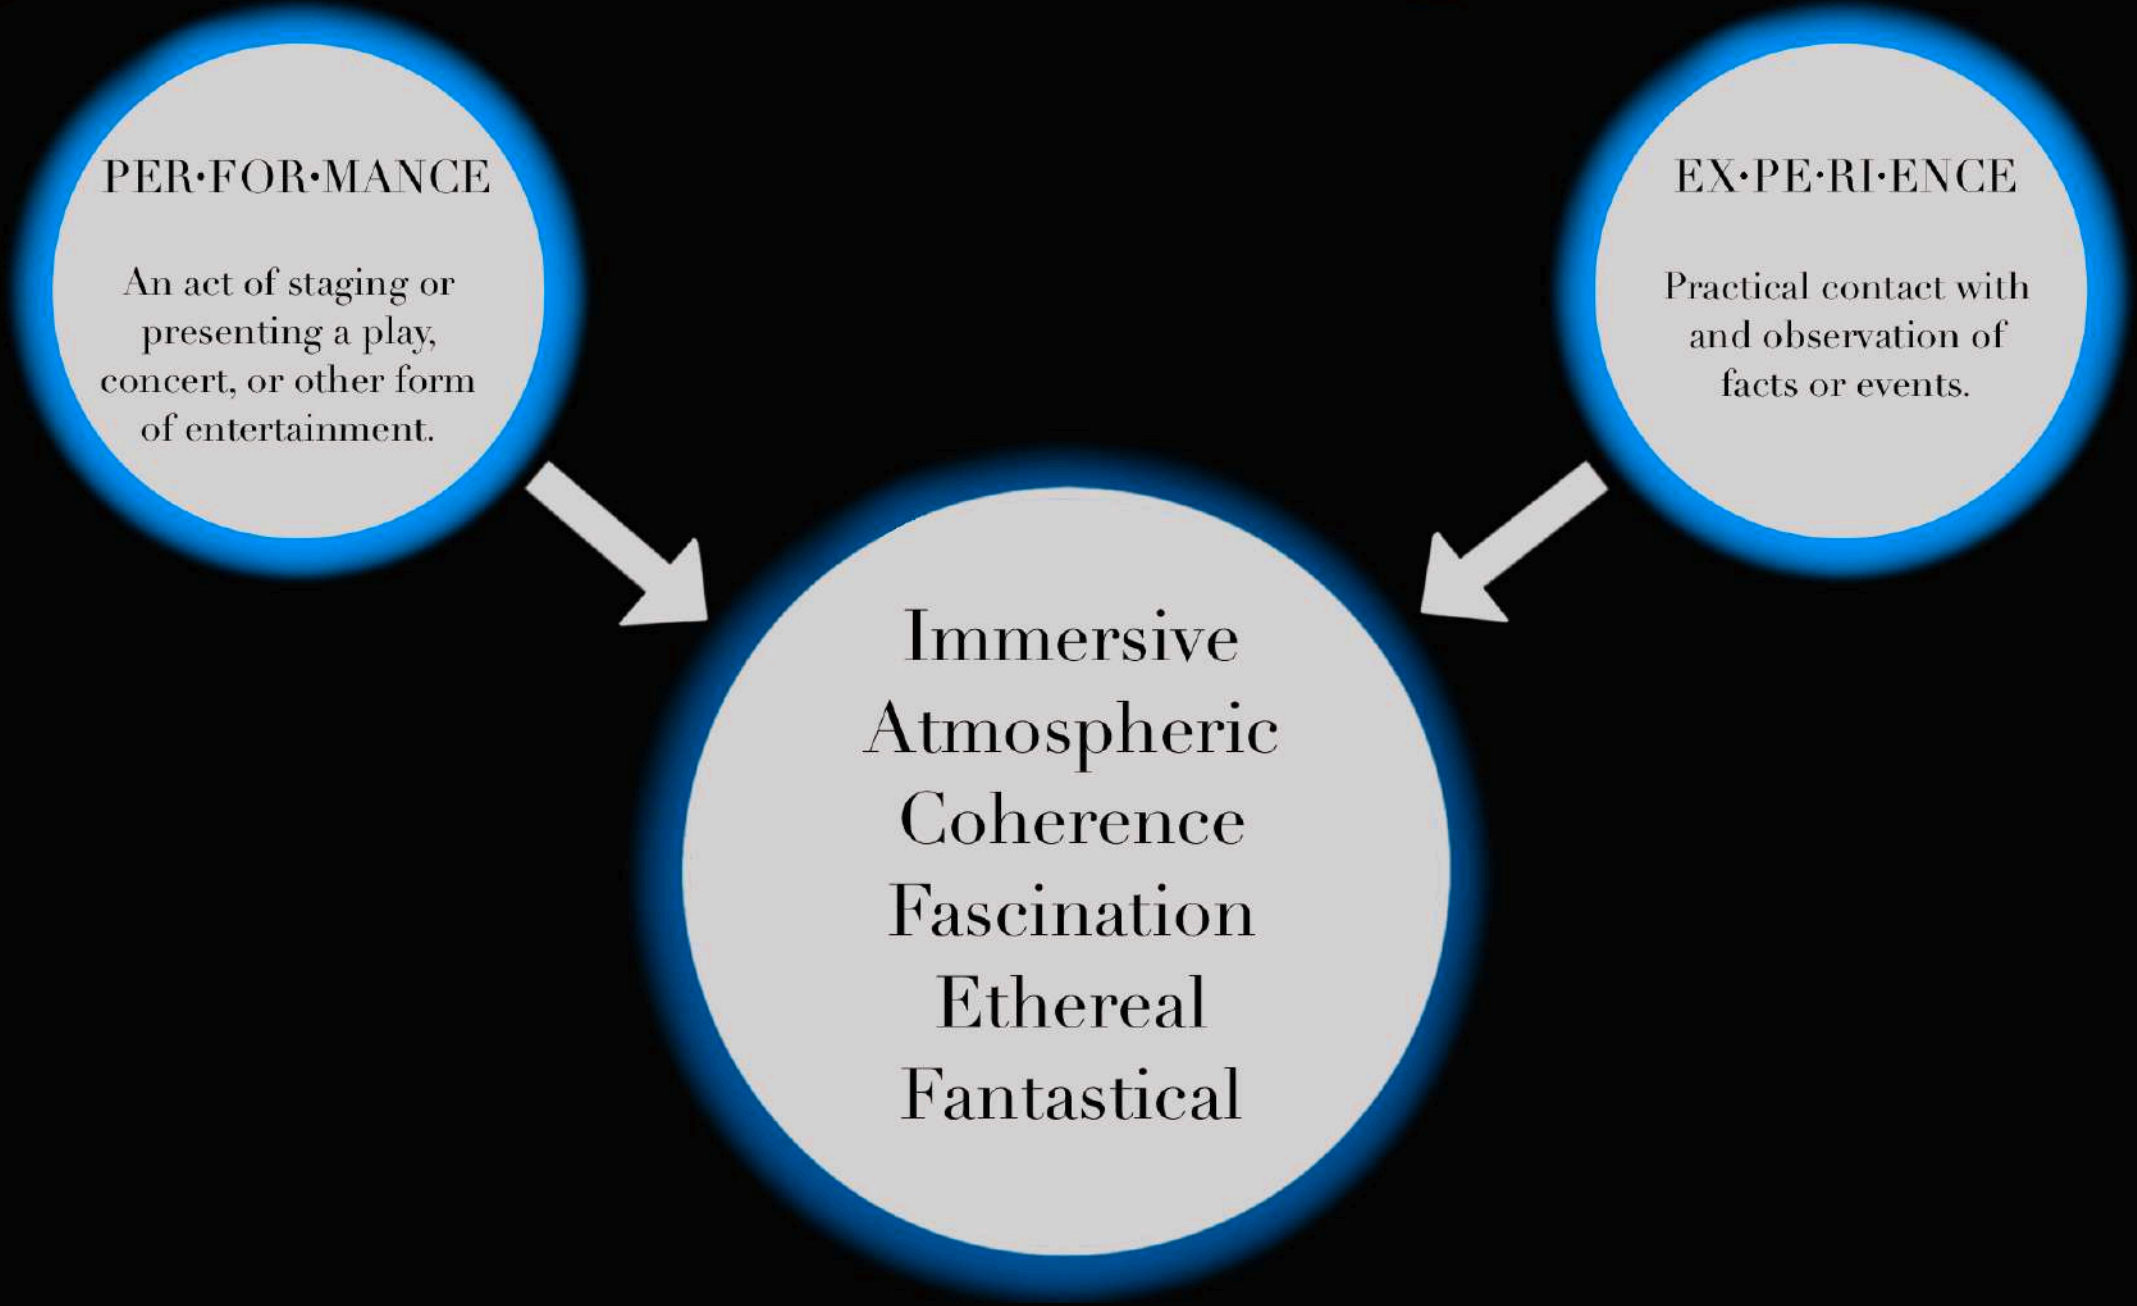 PER·FOR·MANCE
An act of staging or
presenting a play,
concert, or other form
of entertainment.
EX·PE·RI·ENCE
Practical contact with
and observation of
facts or events.
Immersive
Atmospheric
Coherence
Fascination
Ethereal
Fantastical